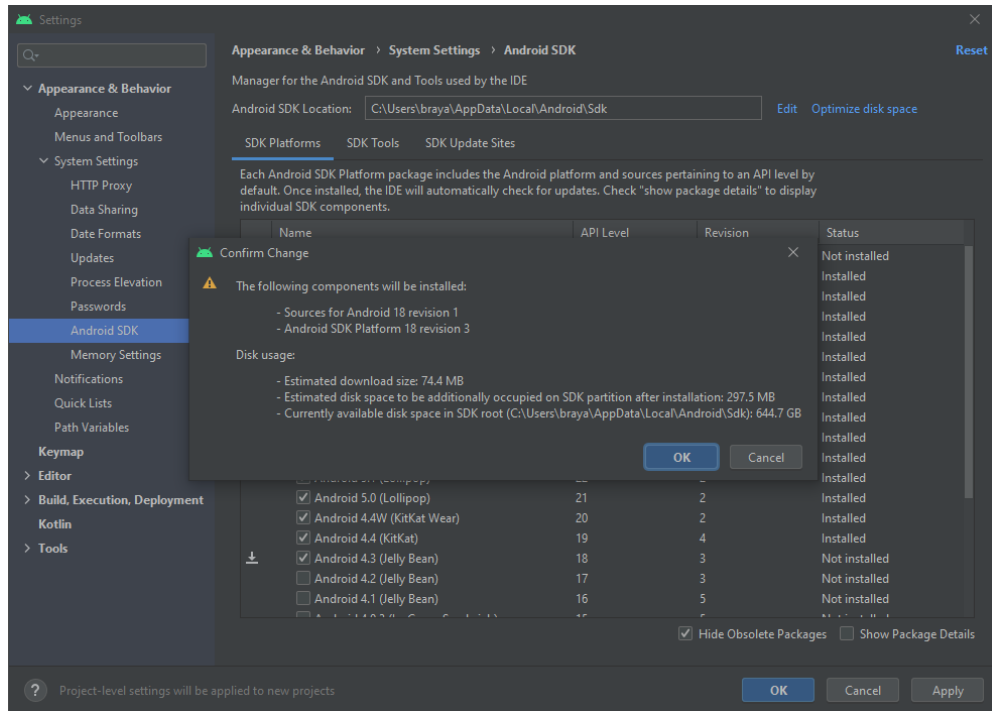 Settings
Appearance & Behavior
Appearance
Menus and Toolbars
System Settings
HTTP Proxy
Data Sharing
Date Formats
Updates
Process Elevation
Passwords
Android SDK
Memory Settings
Notifications
Quick Lists
Path Variables
Keymap
Editor
Build, Execution, Deployment
Kotlin
Tools
Appearance & Behavior › System Settings › Android SDK
Reset
Manager for the Android SDK and Tools used by the IDE
Android SDK Location: C:\Users\braya\AppData\Local\Android\Sdk Edit Optimize disk space
SDK Platforms SDK Tools SDK Update Sites
Each Android SDK Platform package includes the Android platform and sources pertaining to an API level by
default. Once installed, the IDE will automatically check for updates. Check "show package details" to display
individual SDK components.
Name API Level Revision Status
Not installed
Installed
Installed
Installed
Installed
Installed
Installed
Installed
Installed
Installed
Installed
Confirm Change
The following components will be installed:
- Sources for Android 18 revision 1
- Android SDK Platform 18 revision 3
Disk usage:
- Estimated download size: 74.4 MB
- Estimated disk space to be additionally occupied on SDK partition after installation: 297.5 MB
- Currently available disk space in SDK root (C:\Users\braya\AppData\Local\Android\Sdk): 644.7 GB
OK Cancel
Installed
Android 5.0 (Lollipop) 21 2 Installed
Android 4.4W (KitKat Wear) 20 2 Installed
Android 4.4 (KitKat) 19 4 Installed
Android 4.3 (Jelly Bean) 18 3 Not installed
Android 4.2 (Jelly Bean) 17 3 Not installed
Android 4.1 (Jelly Bean) 16 5 Not installed
Hide Obsolete Packages Show Package Details
? Project-level settings will be applied to new projects
OK Cancel Apply